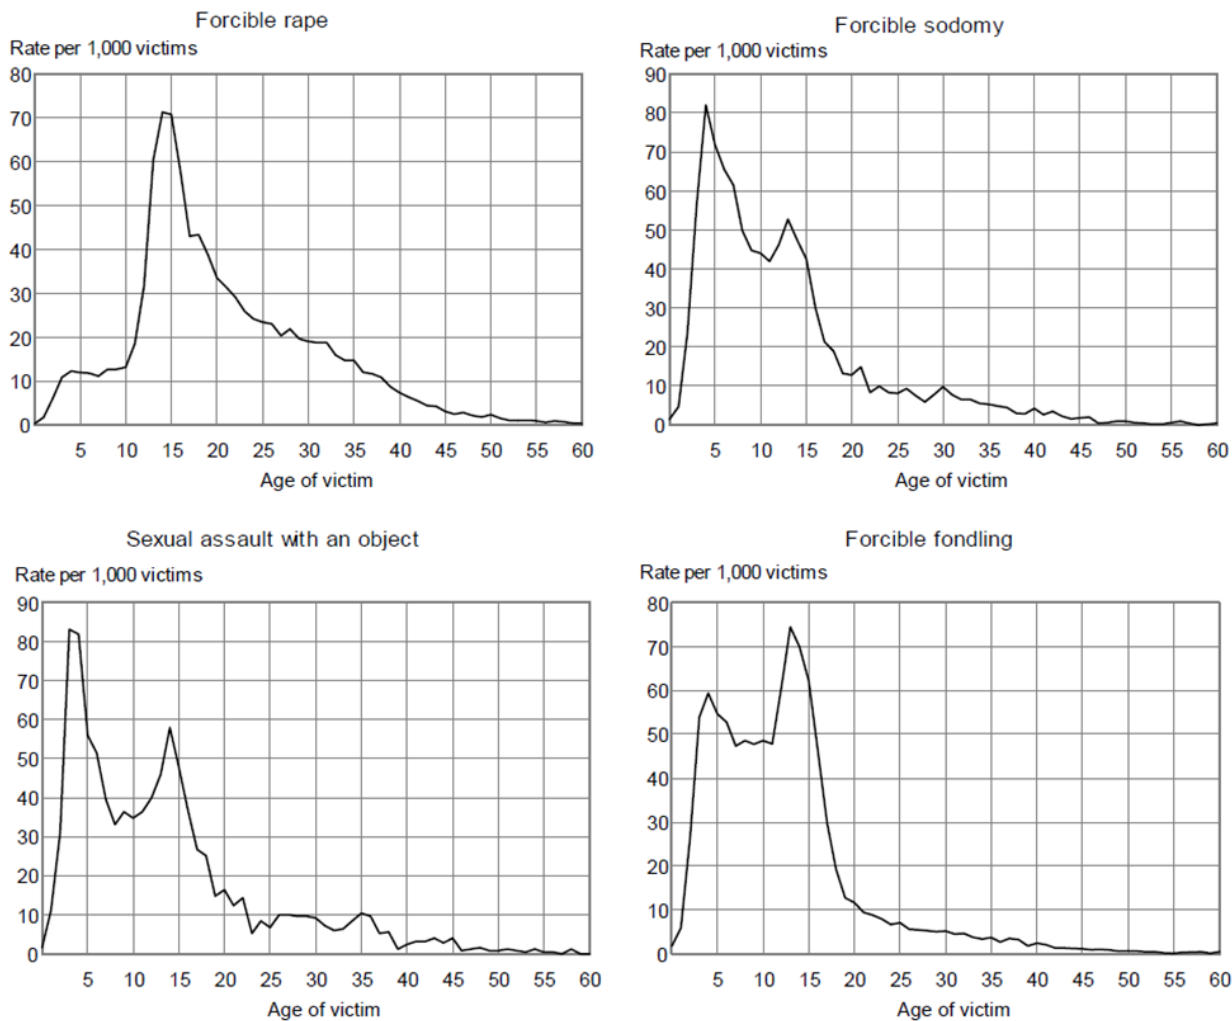 Forcible rape
Rate per 1,000 victims
80
70
60
50
40
30
20
10
0
5 10 15 20 25 30 35 40 45 50 55 60
Age of victim
Forcible sodomy
Rate per 1,000 victims
90
80
70
60
50
40
30
20
10
0
5 10 15 20 25 30 35 40 45 50 55 60
Age of victim
Sexual assault with an object
Rate per 1,000 victims
90
80
70
60
50
40
30
20
10
0
5 10 15 20 25 30 35 40 45 50 55 60
Age of victim
Forcible fondling
Rate per 1,000 victims
80
70
60
50
40
30
20
10
0
5 10 15 20 25 30 35 40 45 50 55 60
Age of victim